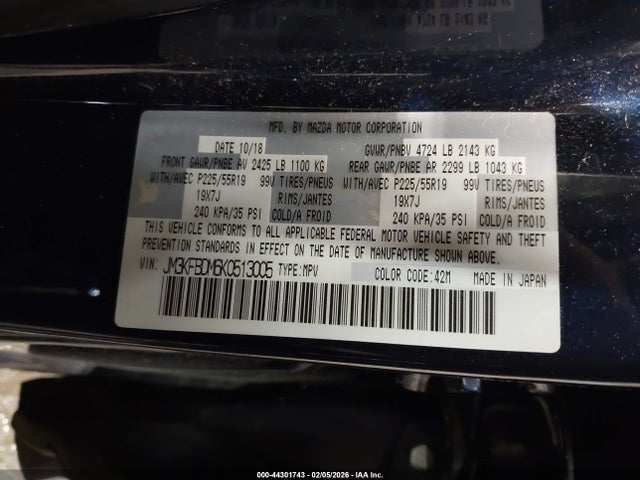 MFD. BY MAZDA MOTOR CORPORATION
DATE 10/18 GVWR/PNBV 4724 LB 2143 KG
FRONT GAWR/PNBE AV 2425 LB 1100 KG REAR GAWR/PNBE AR 2299 LB 1043 KG
WITH/AVEC P225/55R19 99V TIRES/PNEUS WITH/AVEC P225/55R19 99V TIRES/PNEUS
19X7J RIMS/JANTES 19X7J RIMS/JANTES
240 KPA/35 PSI COLD/A FROID 240 KPA/35 PSI COLD/A FROID
THIS VEHICLE CONFORMS TO ALL APPLICABLE FEDERAL MOTOR VEHICLE SAFETY AND THEFT
PREVENTION STANDARDS IN EFFECT ON THE DATE OF MANUFACTURE SHOWN ABOVE.
VIN: JM3KFBDM6K0513005 TYPE:MPV COLOR CODE:42M MADE IN JAPAN
000-44301743 - 02/05/2026 - IAA Inc.